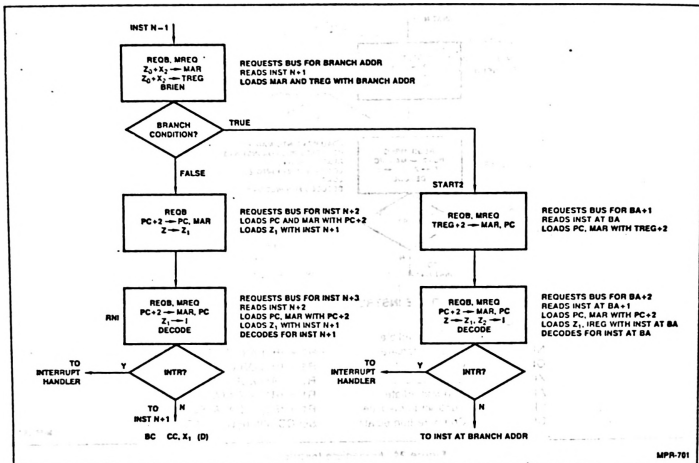 INST N-1
REQB, MREQ
Z0+X2 → MAR
Z0+X2 → TREG
BRIEN
REQUESTS BUS FOR BRANCH ADDR
READS INST N+1
LOADS MAR AND TREG WITH BRANCH ADDR
BRANCH
CONDITION?
TRUE
FALSE
START2
REQB
PC+2 → PC, MAR
Z → Z1
REQUESTS BUS FOR INST N+2
LOADS PC AND MAR WITH PC+2
LOADS Z1 WITH INST N+1
REQB, MREQ
TREG+2 → MAR, PC
REQUESTS BUS FOR BA+1
READS INST AT BA
LOADS PC, MAR WITH TREG+2
RNI
REQB, MREQ
PC+2 → MAR, PC
Z1 → I
DECODE
REQUESTS BUS FOR INST N+3
READS INST N+2
LOADS PC, MAR WITH PC+2
LOADS Z1 WITH INST N+1
DECODES FOR INST N+1
REQB, MREQ
PC+2 → MAR, PC
Z → Z1, Z2 → I
DECODE
REQUESTS BUS FOR BA+2
READS INST AT BA+1
LOADS PC, MAR WITH PC+2
LOADS Z1, IREG WITH INST AT BA
DECODES FOR INST AT BA
TO
INTERRUPT
HANDLER
Y
INTR?
N
TO
INST N+1
TO
INTERRUPT
HANDLER
Y
INTR?
N
TO INST AT BRANCH ADDR
BC CC, X1 (D)
MPR-701